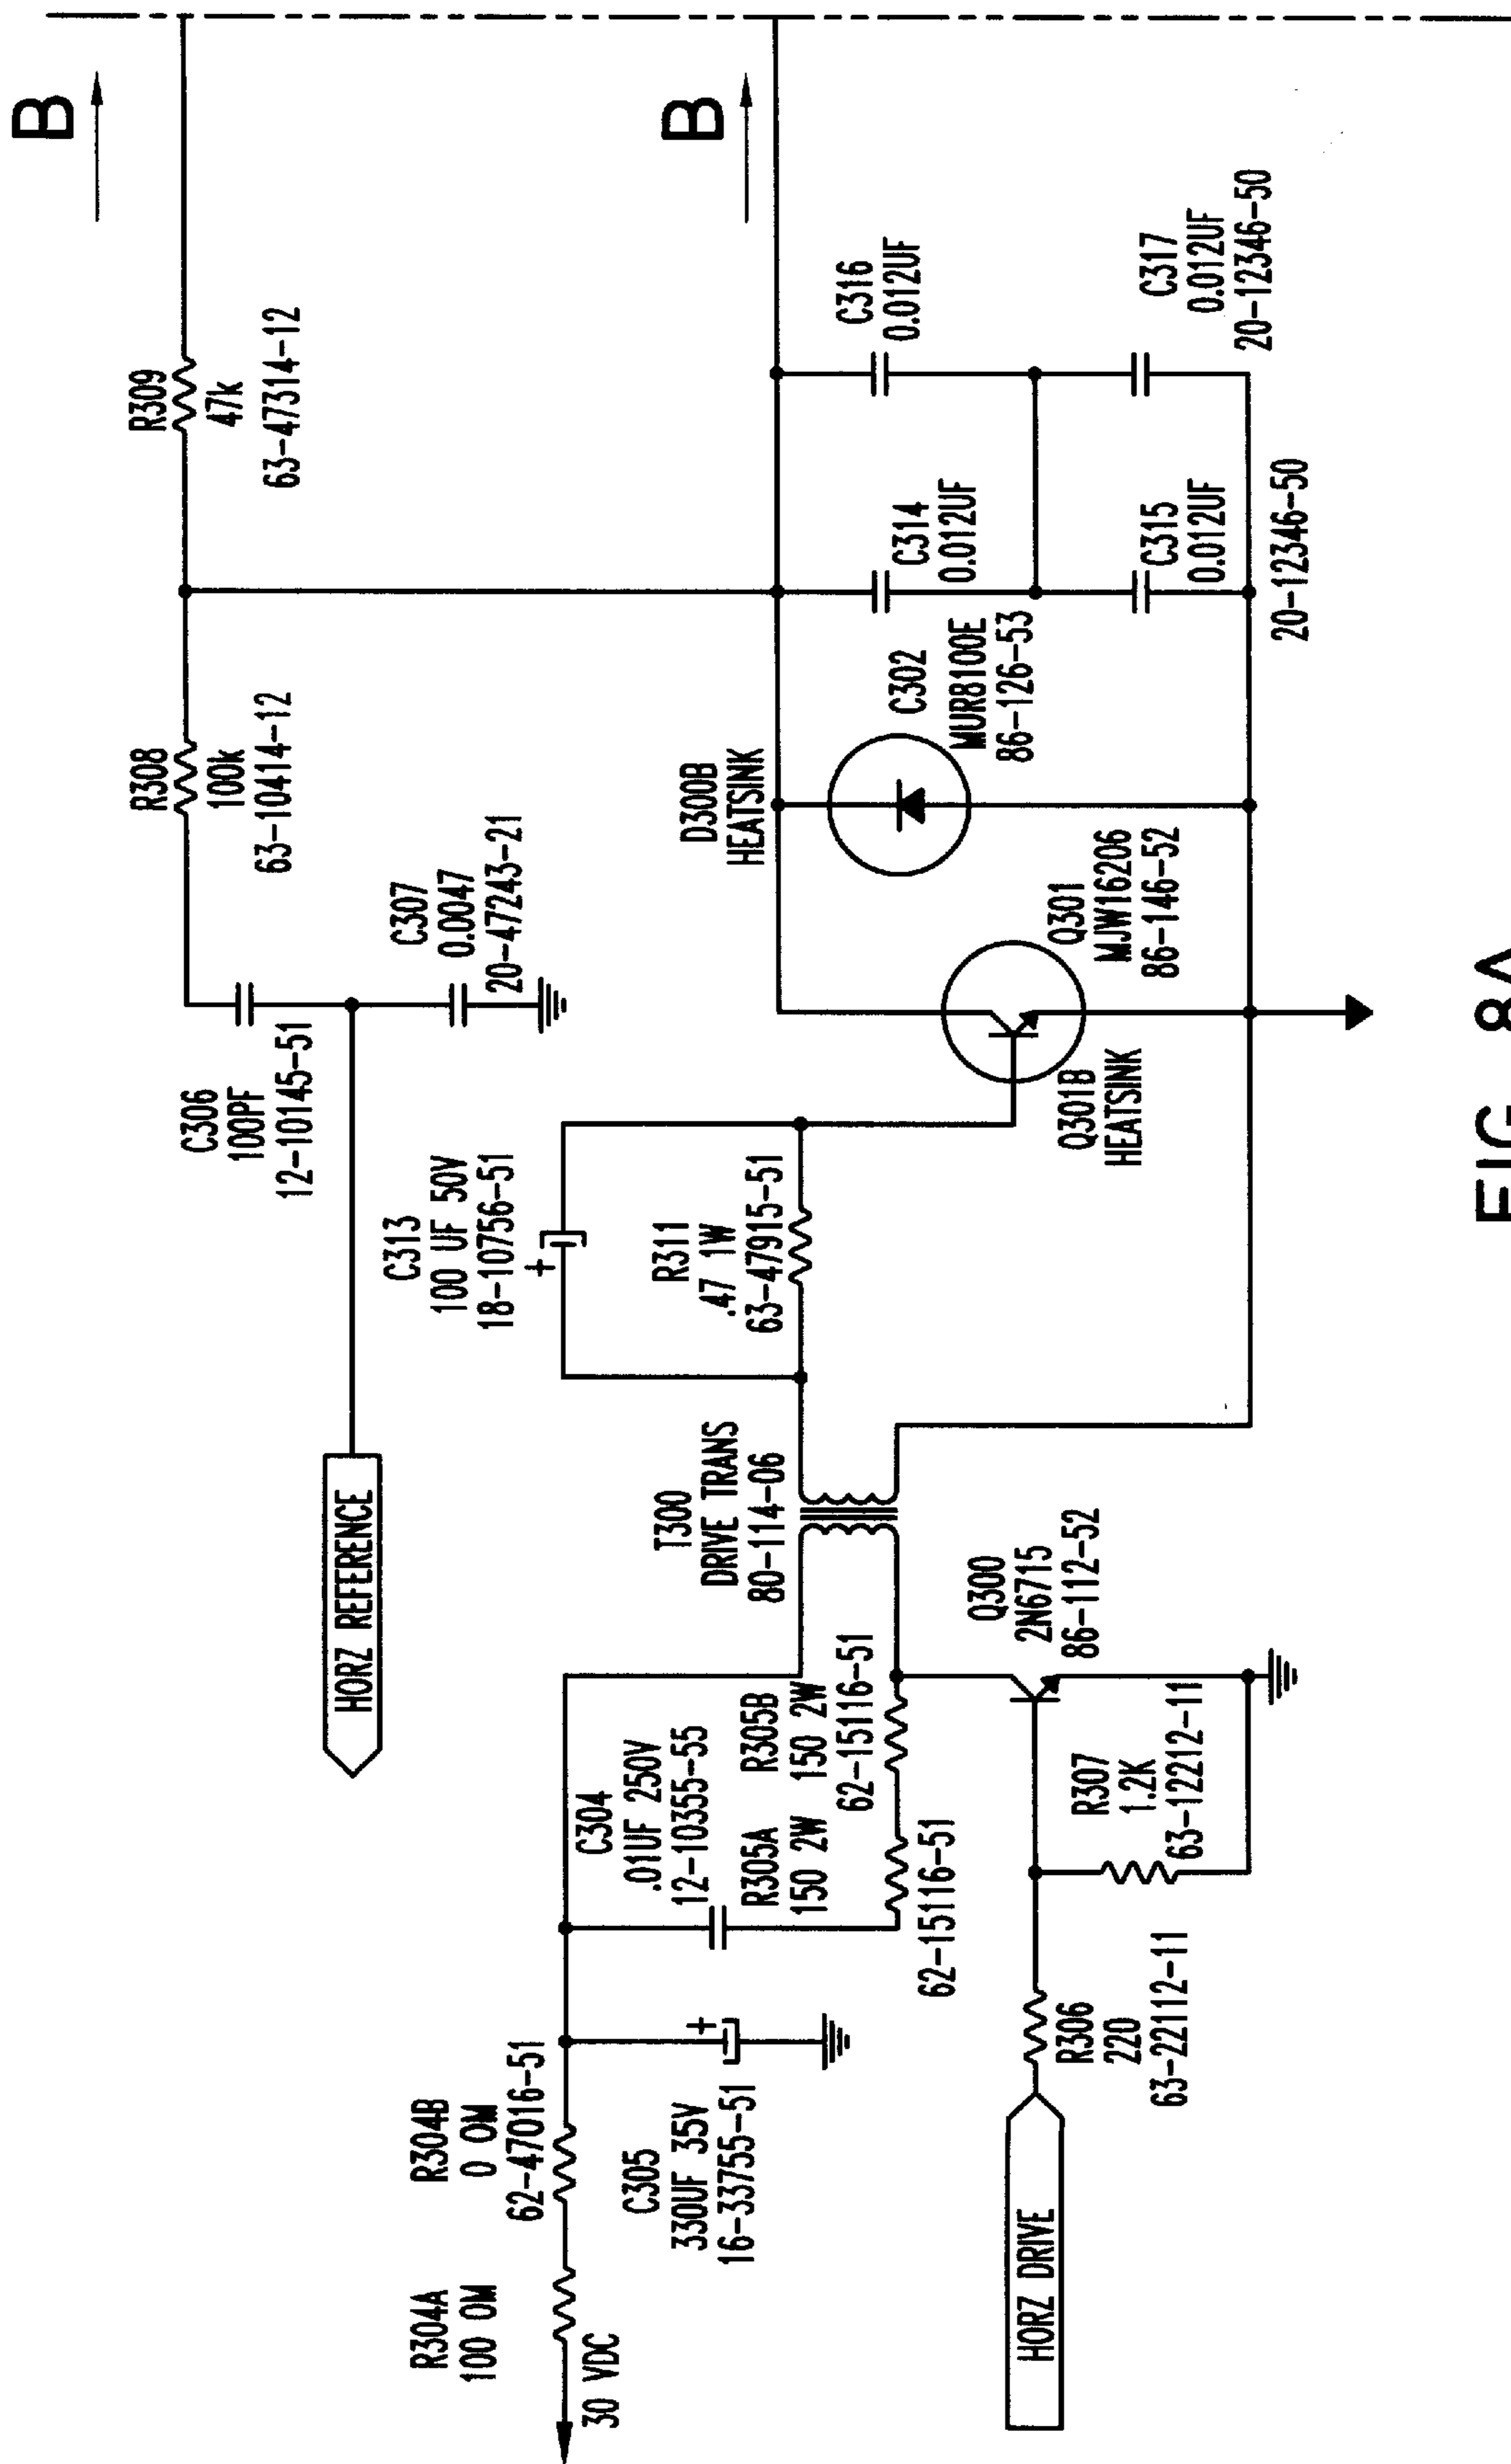 B
B
R309
47k
63-47314-12
R308
100k
63-10414-12
C306
100PF
12-10145-51
C307
0.0047
20-47243-21
HORZ REFERENCE
C313
100 UF 50V
18-10756-51
+
R311
.47 1W
63-47915-51
T300
DRIVE TRANS
80-114-06
D300B
HEATSINK
C302
MUR8100E
86-126-53
C314
0.012UF
C316
0.012UF
C315
0.012UF
20-12346-50
C317
0.012UF
20-12346-50
Q301
MJW16206
86-146-52
Q301B
HEATSINK
R304A
100 OM
R304B
0 OM
62-47016-51
30 VDC
C305
330UF 35V
16-33755-51
+
C304
.01UF 250V
12-10355-55
R305A
150 2W
62-15116-51
R305B
150 2W
62-15116-51
Q300
2N6715
86-112-52
R307
1.2K
63-12212-11
R306
220
63-22112-11
HORZ DRIVE
FIG. 8A